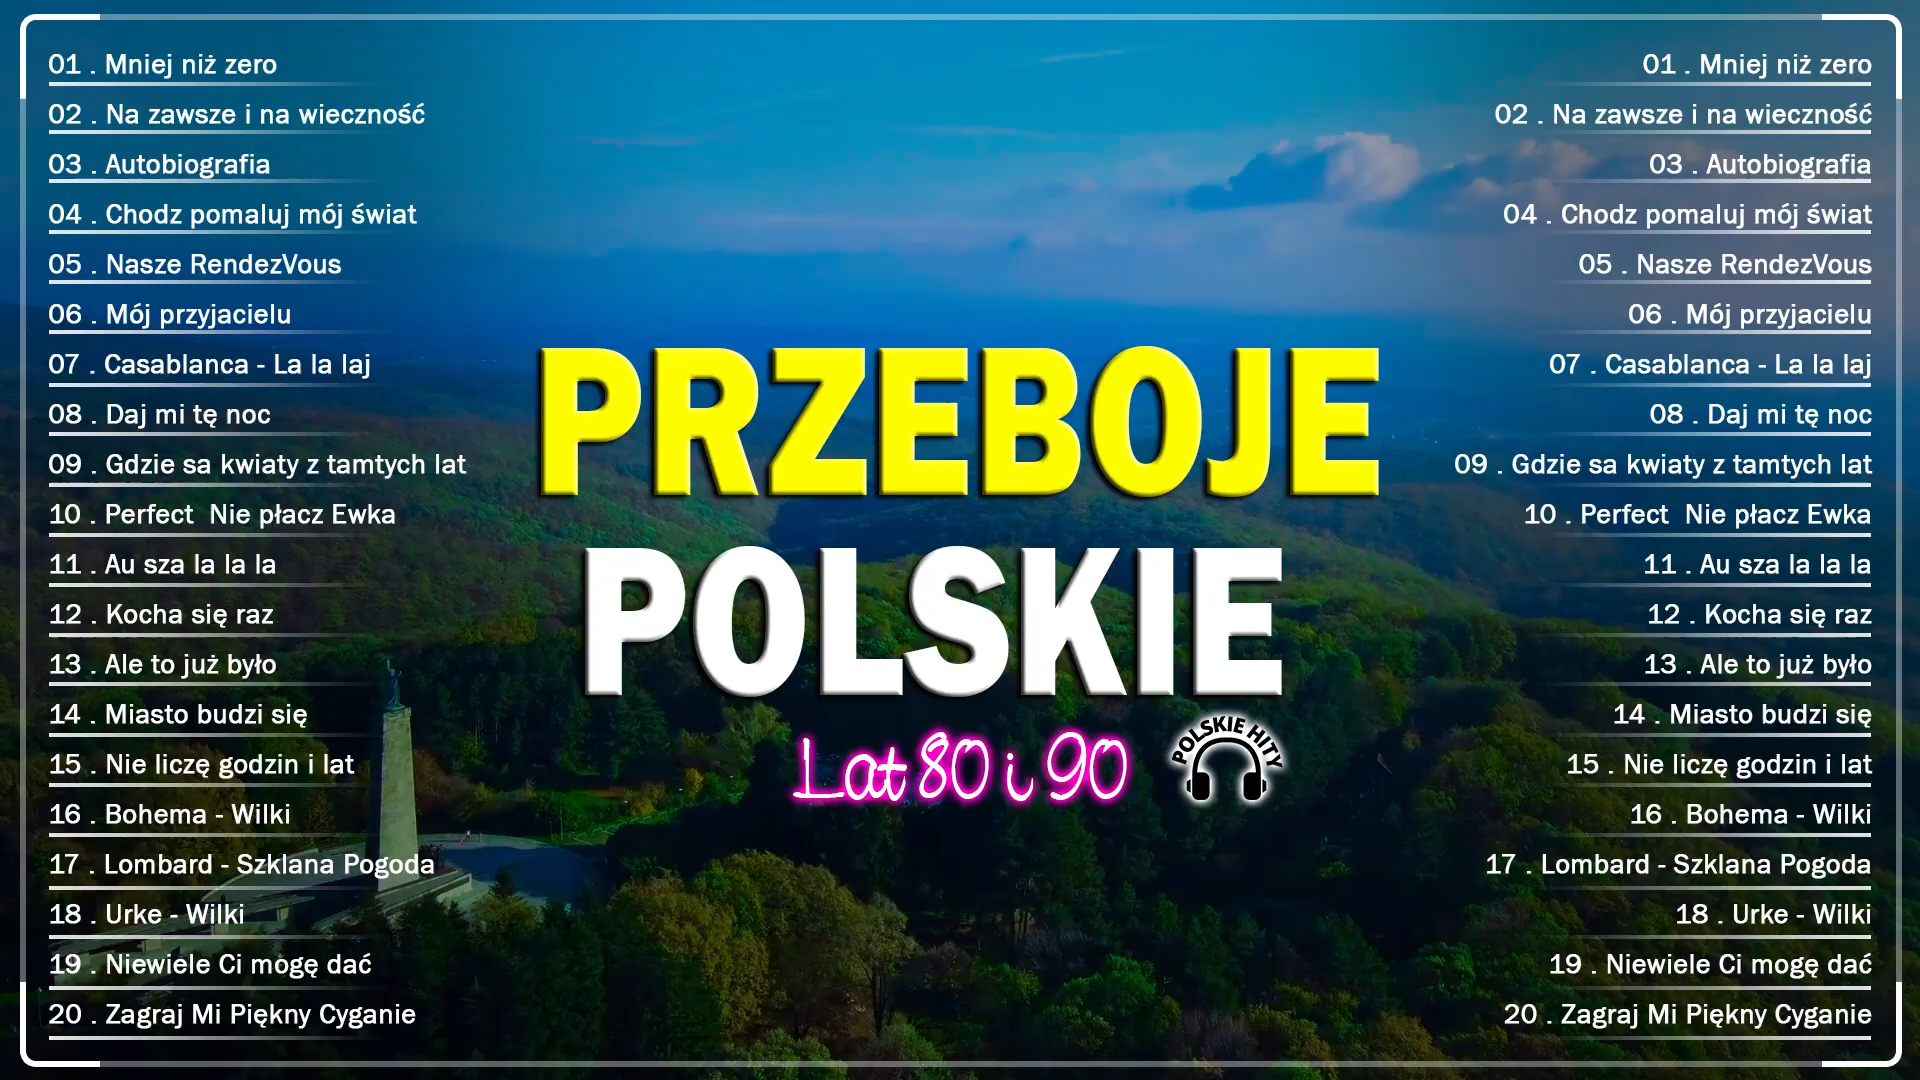 01 . Mniej niż zero
02 . Na zawsze i na wieczność
03 . Autobiografia
04 . Chodz pomaluj mój świat
05 . Nasze RendezVous
06 . Mój przyjacielu
07 . Casablanca - La la laj
08 . Daj mi tę noc
09 . Gdzie sa kwiaty z tamtych lat
10 . Perfect  Nie płacz Ewka
11 . Au sza la la la
12 . Kocha się raz
13 . Ale to już było
14 . Miasto budzi się
15 . Nie liczę godzin i lat
16 . Bohema - Wilki
17 . Lombard - Szklana Pogoda
18 . Urke - Wilki
19 . Niewiele Ci mogę dać
20 . Zagraj Mi Piękny Cyganie
PRZEBOJE
POLSKIE
Lat 80 i 90
POLSKIE HITY
01 . Mniej niż zero
02 . Na zawsze i na wieczność
03 . Autobiografia
04 . Chodz pomaluj mój świat
05 . Nasze RendezVous
06 . Mój przyjacielu
07 . Casablanca - La la laj
08 . Daj mi tę noc
09 . Gdzie sa kwiaty z tamtych lat
10 . Perfect  Nie płacz Ewka
11 . Au sza la la la
12 . Kocha się raz
13 . Ale to już było
14 . Miasto budzi się
15 . Nie liczę godzin i lat
16 . Bohema - Wilki
17 . Lombard - Szklana Pogoda
18 . Urke - Wilki
19 . Niewiele Ci mogę dać
20 . Zagraj Mi Piękny Cyganie